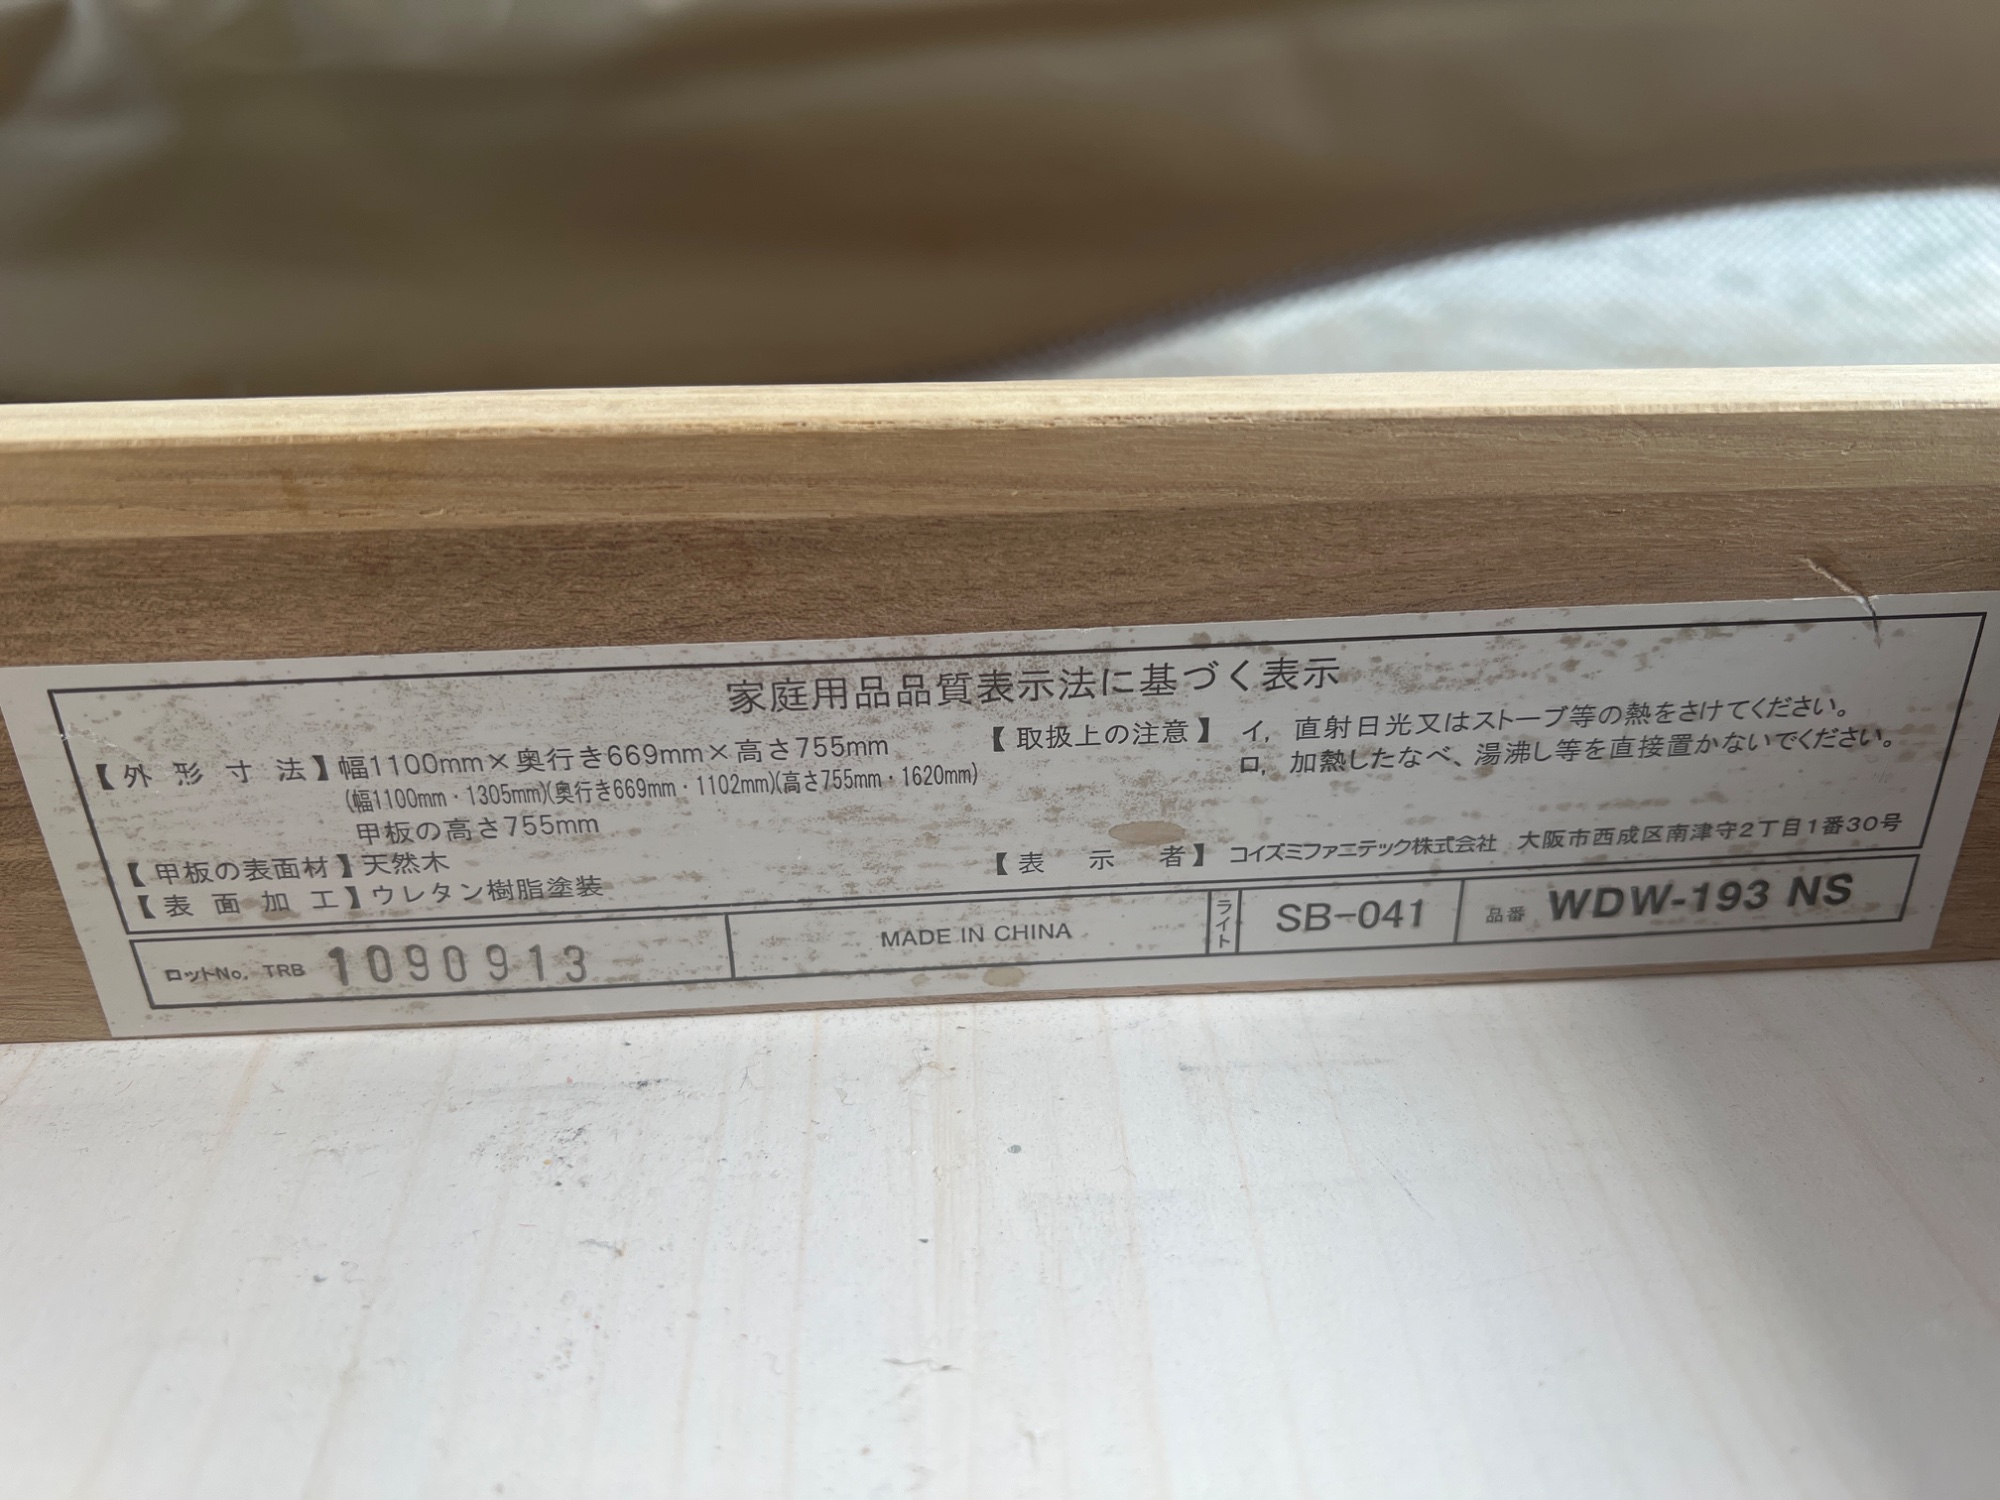 家庭用品品質表示法に基づく表示
【外形寸法】幅1100mm×奥行き669mm×高さ755mm
(幅1100mm・1305mm)(奥行き669mm・1102mm)(高さ755mm・1620mm)
甲板の高さ755mm
【甲板の表面材】天然木
【表面加工】ウレタン樹脂塗装
【取扱上の注意】イ, 直射日光又はストーブ等の熱をさけてください。
ロ, 加熱したなべ、湯沸し等を直接置かないでください。
【表示者】コイズミファニテック株式会社 大阪市西成区南津守2丁目1番30号
ロットNo. TRB 1090913
MADE IN CHINA
ライト SB-041
品番 WDW-193 NS